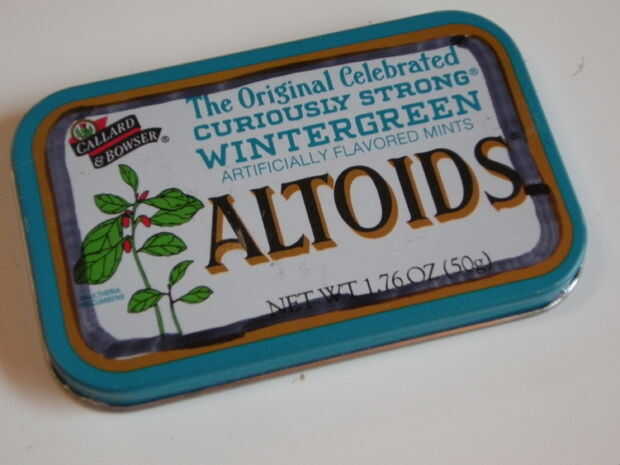 The Original Celebrated
CURIOUSLY STRONG®
WINTERGREEN
ARTIFICIALLY FLAVORED MINTS
CALLARD
& BOWSER®
ALTOIDS
NET WT 1.76 OZ (50g)